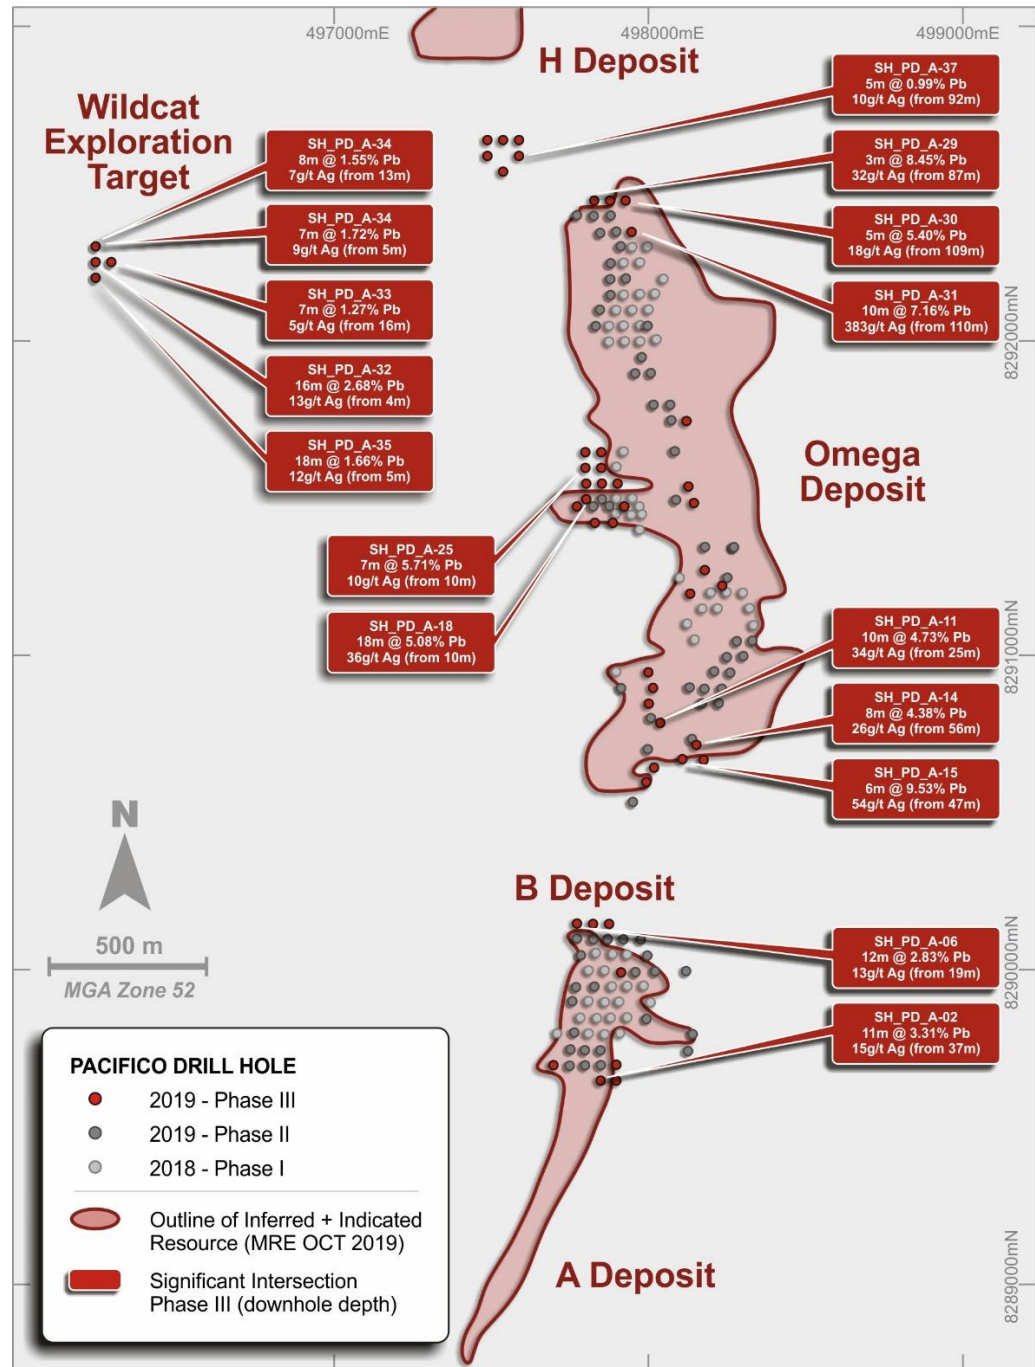 497000mE
498000mE
499000mE
H Deposit
Wildcat
Exploration
Target
SH_PD_A-37
5m @ 0.99% Pb
10g/t Ag (from 92m)
SH_PD_A-34
8m @ 1.55% Pb
7g/t Ag (from 13m)
SH_PD_A-29
3m @ 8.45% Pb
32g/t Ag (from 87m)
SH_PD_A-34
7m @ 1.72% Pb
9g/t Ag (from 5m)
SH_PD_A-30
5m @ 5.40% Pb
18g/t Ag (from 109m)
SH_PD_A-33
7m @ 1.27% Pb
5g/t Ag (from 16m)
SH_PD_A-31
10m @ 7.16% Pb
383g/t Ag (from 110m)
8292000mN
SH_PD_A-32
16m @ 2.68% Pb
13g/t Ag (from 4m)
SH_PD_A-35
18m @ 1.66% Pb
12g/t Ag (from 5m)
Omega
Deposit
SH_PD_A-25
7m @ 5.71% Pb
10g/t Ag (from 10m)
SH_PD_A-18
18m @ 5.08% Pb
36g/t Ag (from 10m)
SH_PD_A-11
10m @ 4.73% Pb
34g/t Ag (from 25m)
8291000mN
SH_PD_A-14
8m @ 4.38% Pb
26g/t Ag (from 56m)
SH_PD_A-15
6m @ 9.53% Pb
54g/t Ag (from 47m)
N
500 m
MGA Zone 52
B Deposit
SH_PD_A-06
12m @ 2.83% Pb
13g/t Ag (from 19m)
8290000mN
SH_PD_A-02
11m @ 3.31% Pb
15g/t Ag (from 37m)
PACIFICO DRILL HOLE
2019 - Phase III
2019 - Phase II
2018 - Phase I
Outline of Inferred + Indicated
Resource (MRE OCT 2019)
Significant Intersection
Phase III (downhole depth)
A Deposit
8289000mN